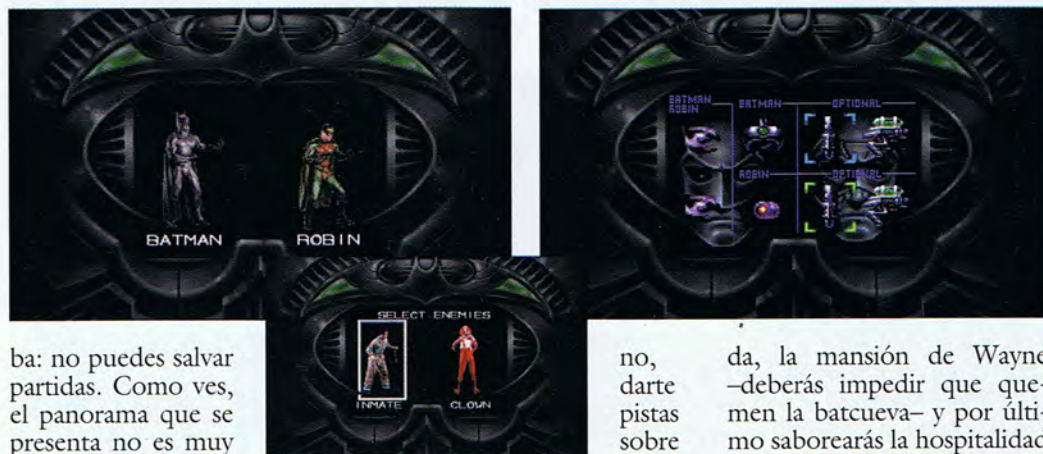 BATMAN
ROBIN
BATMAN
ROBIN
BATMAN
OPTIONAL
ROBIN
OPTIONAL
SELECT ENEMIES
INMATE
CLOWN
ba: no puedes salvar
partidas. Como ves,
el panorama que se
presenta no es muy
no,
darte
pistas
sobre
da, la mansión de Wayne
–deberás impedir que que-
men la batcueva– y por últi-
mo saborearás la hospitalidad